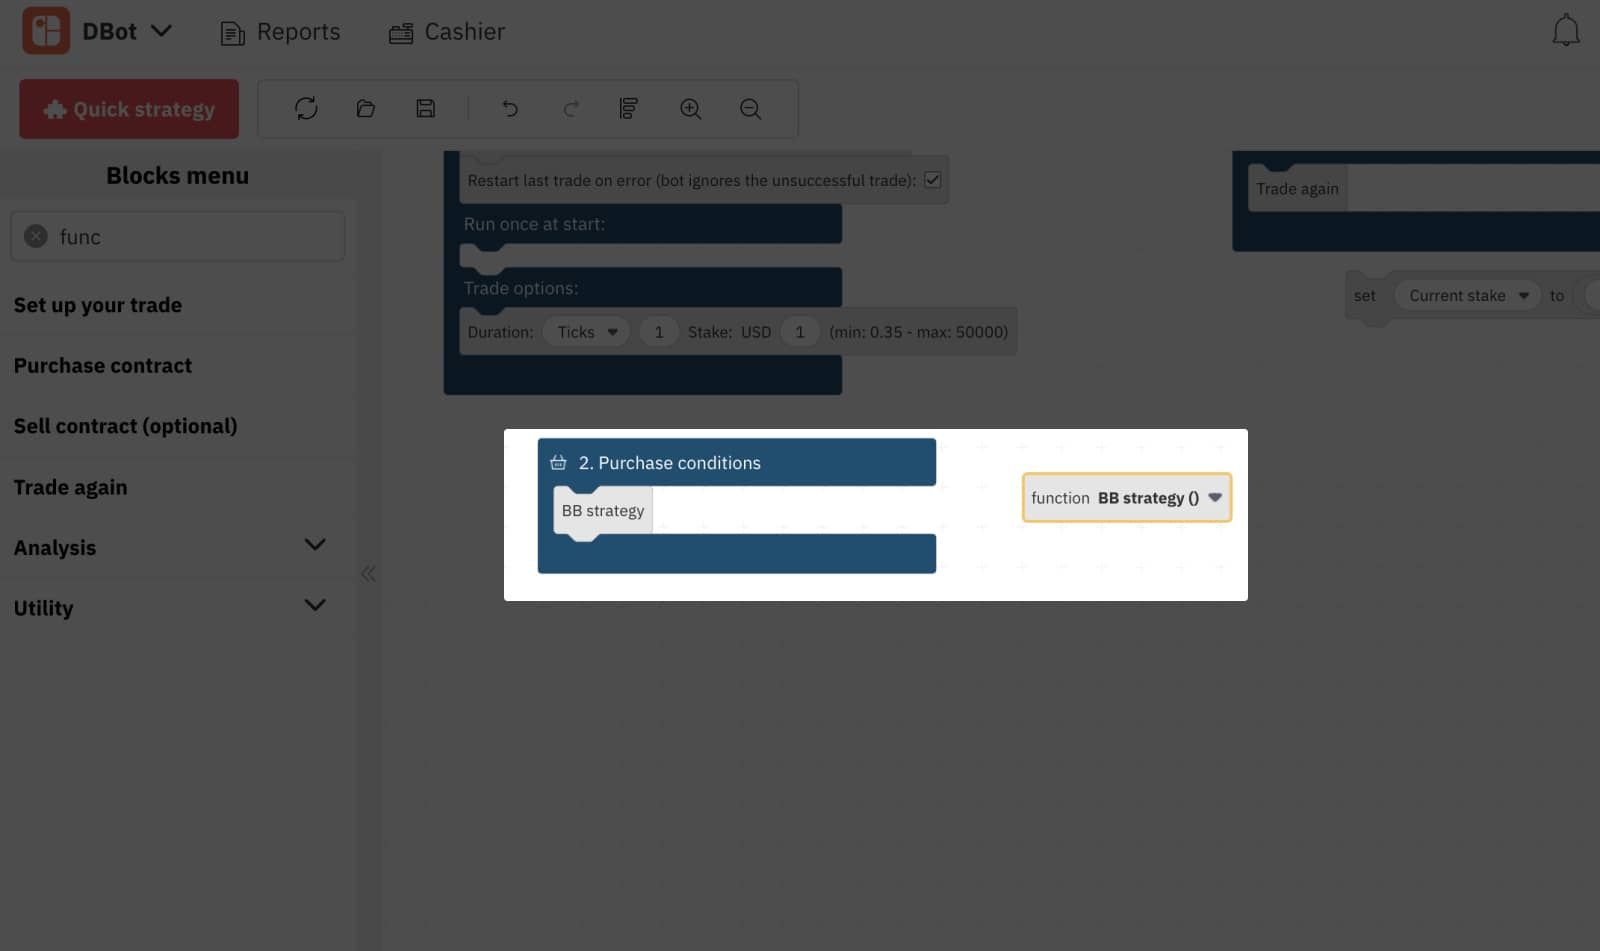 DBot
Reports
Cashier
Quick strategy
Blocks menu
func
Set up your trade
Purchase contract
Sell contract (optional)
Trade again
Analysis
Utility
Restart last trade on error (bot ignores the unsuccessful trade):
Run once at start:
Trade options:
Duration: Ticks 1 Stake: USD 1 (min: 0.35 - max: 50000)
Trade again
set Current stake to
2. Purchase conditions
BB strategy
function BB strategy ()